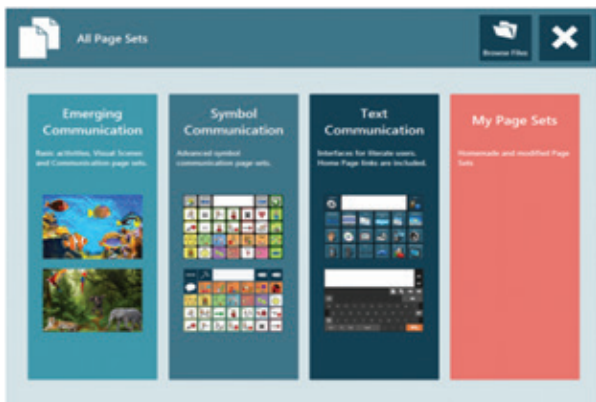 All Page Sets
Browse Files
Emerging
Communication
Basic activities, Visual Scenes
and Communication page sets.
Symbol
Communication
Advanced symbol
communication page sets.
Text
Communication
Interfaces for literate users.
Home Page links are included.
My Page Sets
Homemade and modified Page
Sets